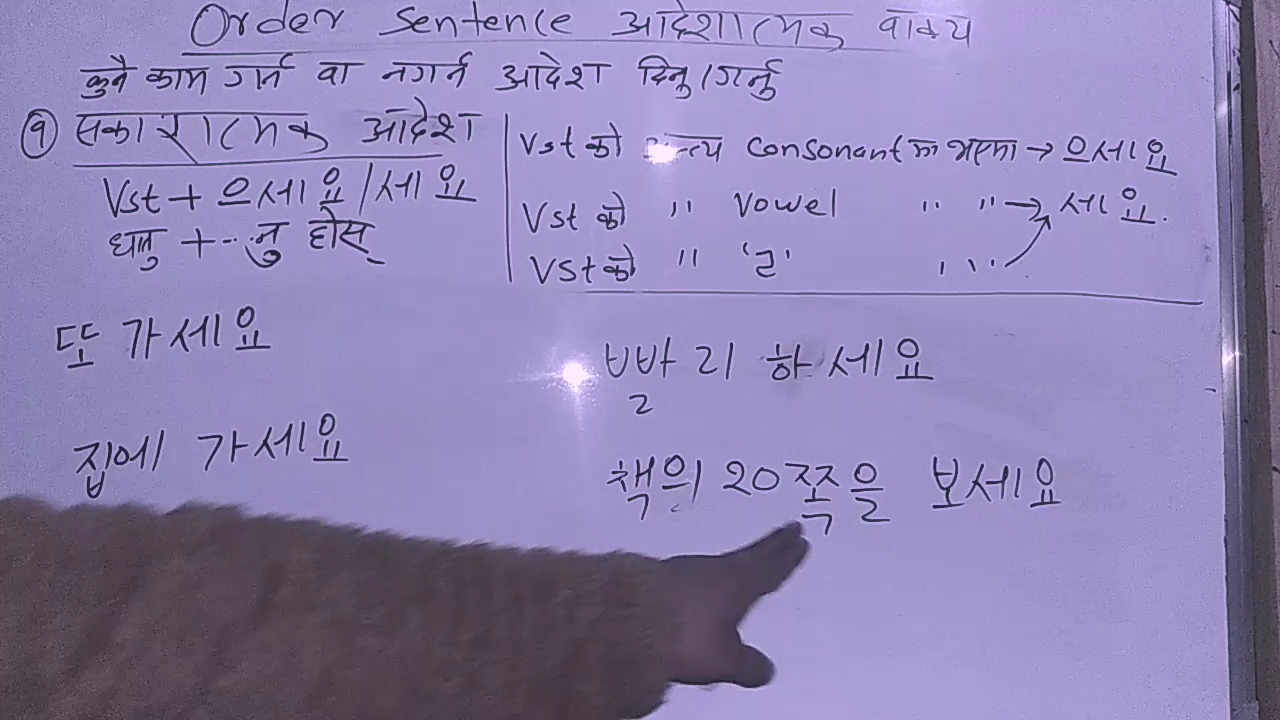 Order Sentence आदेशात्मक वाक्य
कुनै काम गर्न वा नगर्न आदेश दिनु/गर्नु
१ सकारात्मक आदेश
Vst + 으세요/세요
धातु + ...नु होस्
Vst को अन्त्य Consonant मा भएमा → 으세요
Vst को " Vowel " " → 세요.
Vst को " 'ㄹ' " "
또 가세요
집에 가세요
빨리 하세요
책의 20쪽을 보세요